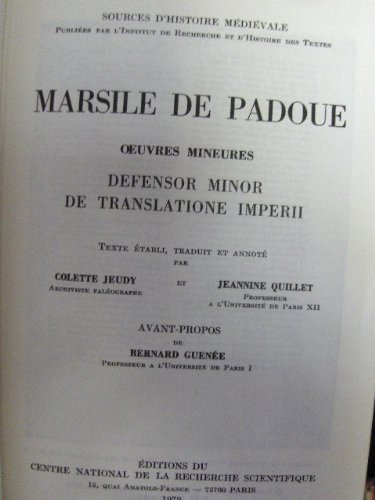 SOURCES D'HISTOIRE MÉDIÉVALE
PUBLIÉES PAR L'INSTITUT DE RECHERCHE ET D'HISTOIRE DES TEXTES
MARSILE DE PADOUE
ŒUVRES MINEURES
DEFENSOR MINOR
DE TRANSLATIONE IMPERII
TEXTE ÉTABLI, TRADUIT ET ANNOTÉ
PAR
COLETTE JEUDY
ARCHIVISTE PALÉOGRAPHE
ET
JEANNINE QUILLET
PROFESSEUR
A L'UNIVERSITÉ DE PARIS XII
AVANT-PROPOS
DE
BERNARD GUENÉE
PROFESSEUR A L'UNIVERSITÉ DE PARIS I
ÉDITIONS DU
CENTRE NATIONAL DE LA RECHERCHE SCIENTIFIQUE
15, QUAI ANATOLE-FRANCE — 75700 PARIS
1979